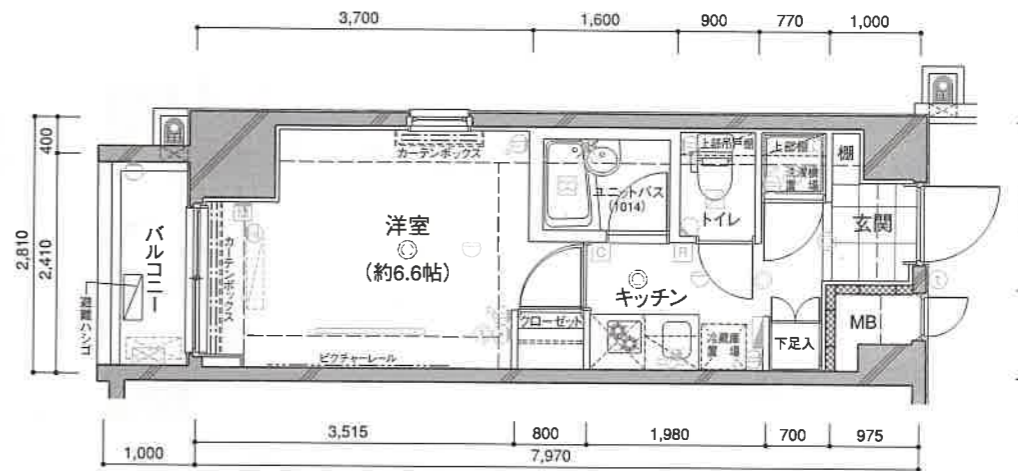 3,700
1,600
900
770
1,000
400
2,810
2,410
カーテンボックス
上部吊戸棚
上部棚
洗濯機
置場
棚
ユニットバス
(1014)
トイレ
玄関
バルコニー
避難ハシゴ
カーテンボックス
洋室
(約6.6帖)
C
R
キッチン
クローゼット
冷蔵庫
置場
下足入
MB
ピクチャーレール
3,515
800
1,980
700
975
1,000
7,970